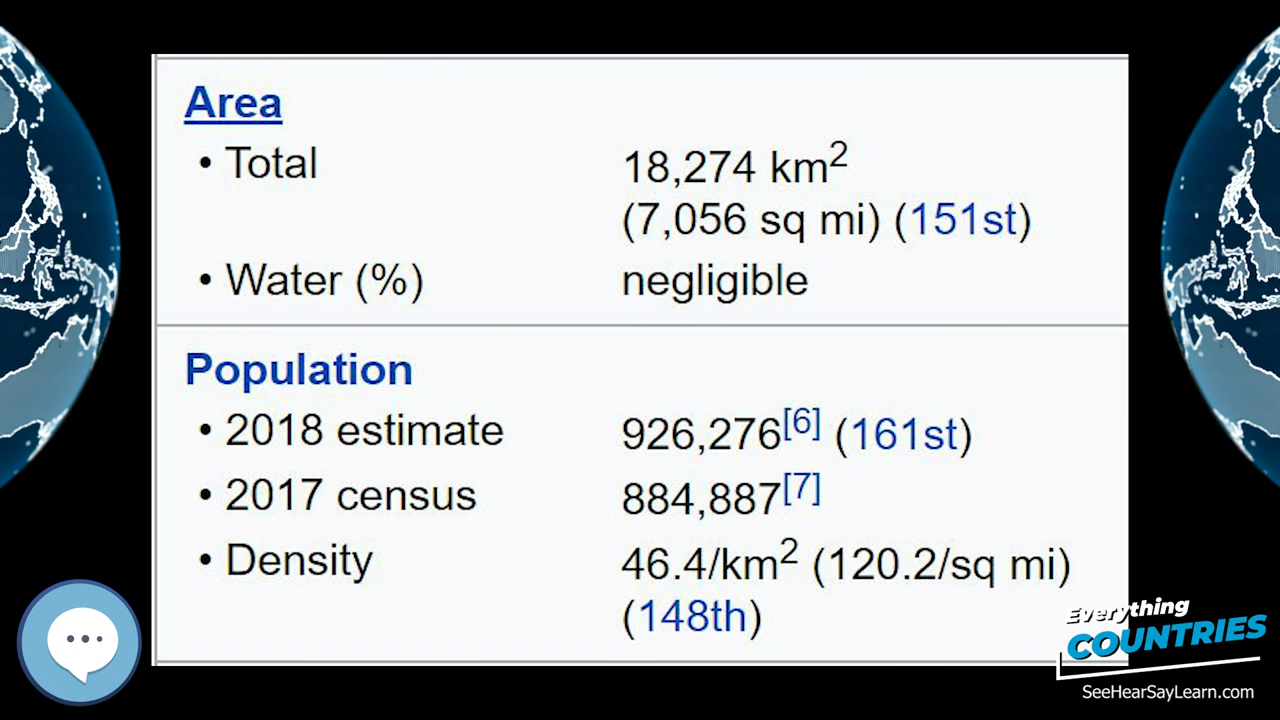 Area
• Total 18,274 km²
(7,056 sq mi) (151st)
• Water (%) negligible
Population
• 2018 estimate 926,276[6] (161st)
• 2017 census 884,887[7]
• Density 46.4/km² (120.2/sq mi)
(148th)
Everything
COUNTRIES
SeeHearSayLearn.com